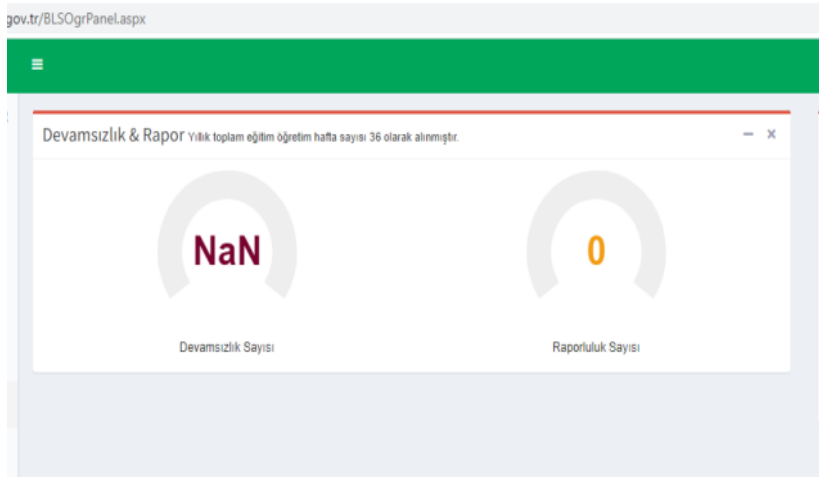 gov.tr/BLSOgrPanel.aspx
Devamsızlık & Rapor Yıllık toplam eğitim öğretim hafta sayısı 36 olarak alınmıştır.
NaN
0
Devamsızlık Sayısı
Raporluluk Sayısı